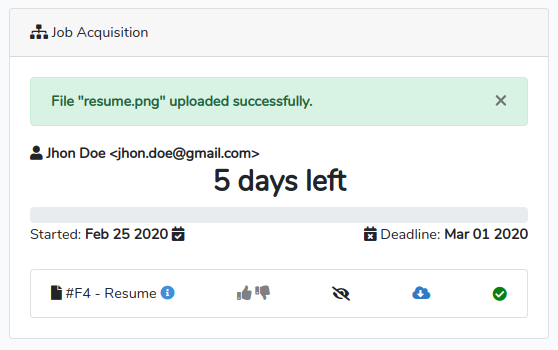 Job Acquisition
File "resume.png" uploaded successfully. ×
Jhon Doe <jhon.doe@gmail.com>
5 days left
Started: Feb 25 2020 Deadline: Mar 01 2020
#F4 - Resume